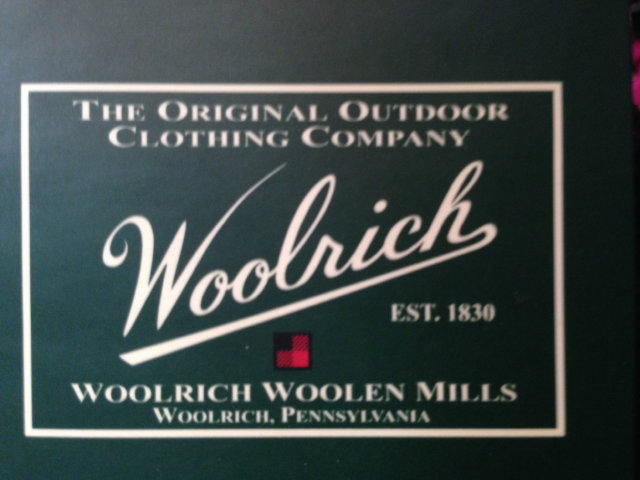 The Original Outdoor
Clothing Company
Woolrich
EST. 1830
Woolrich Woolen Mills
Woolrich, Pennsylvania